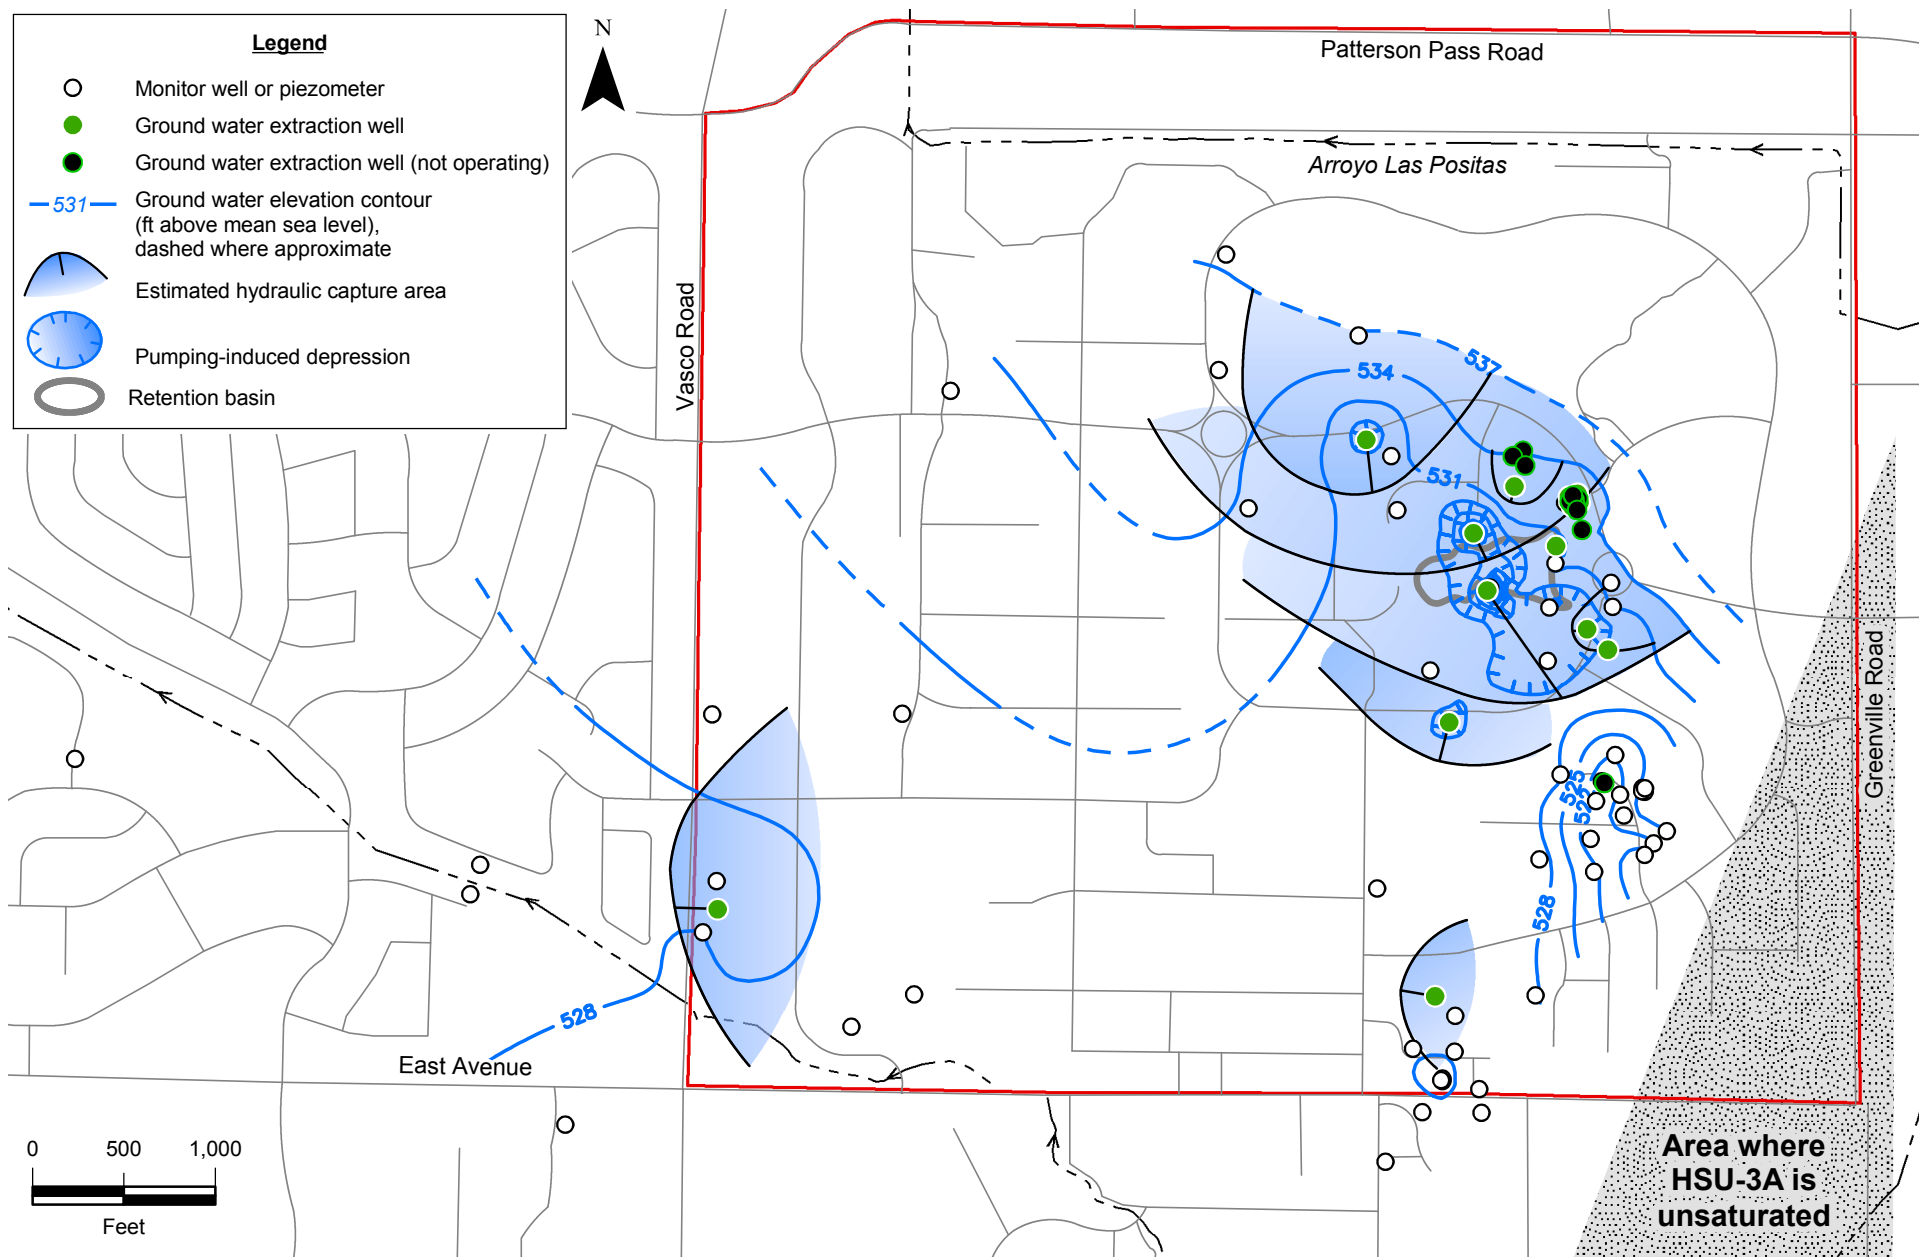 Legend
Monitor well or piezometer
Ground water extraction well
Ground water extraction well (not operating)
531
Ground water elevation contour
(ft above mean sea level),
dashed where approximate
Estimated hydraulic capture area
Pumping-induced depression
Retention basin
N
Patterson Pass Road
Arroyo Las Positas
Vasco Road
537
534
531
Greenville Road
525
522
528
528
East Avenue
0 500 1,000
Feet
Area where
HSU-3A is
unsaturated